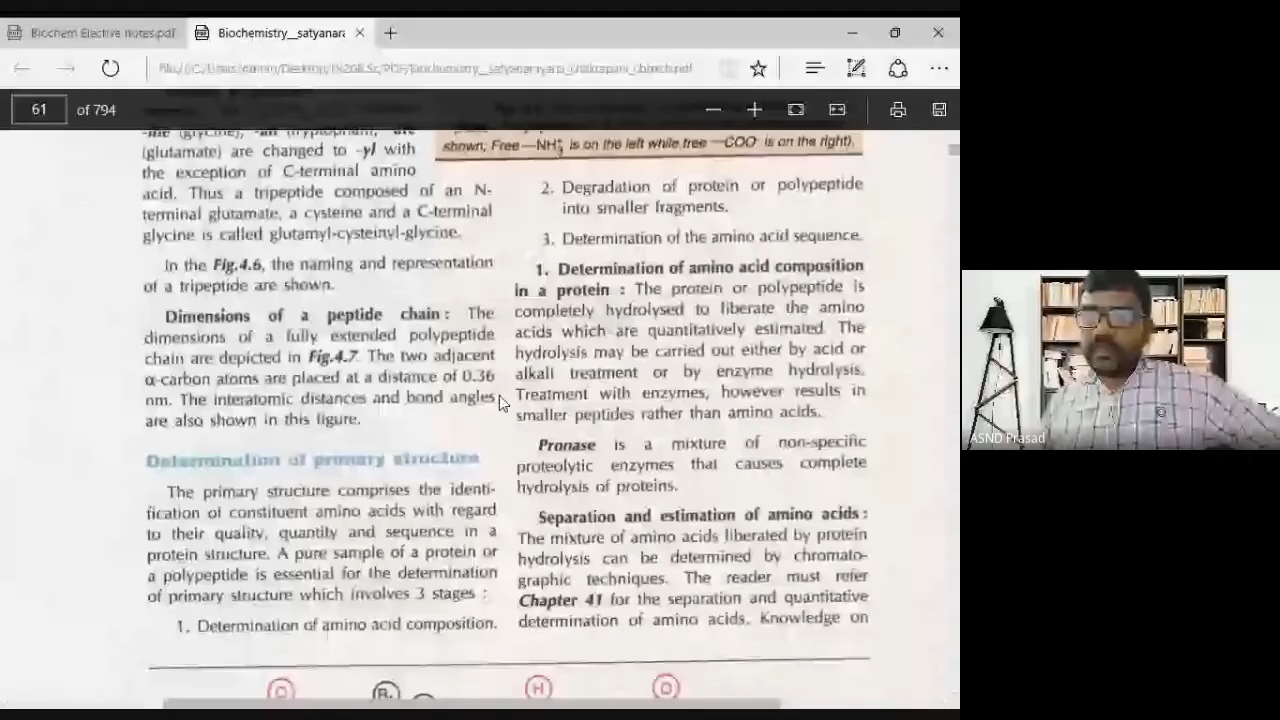 Biochem Elective notes.pdf
Biochemistry__satyanara
61 of 794
-ine (glycine), -an (tryptophan), -ate
(glutamate) are changed to -yl with
the exception of C-terminal amino
acid. Thus a tripeptide composed of an N-
terminal glutamate, a cysteine and a C-terminal
glycine is called glutamyl-cysteinyl-glycine.
In the Fig.4.6, the naming and representation
of a tripeptide are shown.
Dimensions of a peptide chain : The
dimensions of a fully extended polypeptide
chain are depicted in Fig.4.7. The two adjacent
α-carbon atoms are placed at a distance of 0.36
nm. The interatomic distances and bond angles
are also shown in this figure.
Determination of primary structure
The primary structure comprises the identi-
fication of constituent amino acids with regard
to their quality, quantity and sequence in a
protein structure. A pure sample of a protein or
a polypeptide is essential for the determination
of primary structure which involves 3 stages :
1. Determination of amino acid composition.
shown; Free—NH₃⁺ is on the left while free —COO⁻ is on the right).
2. Degradation of protein or polypeptide
into smaller fragments.
3. Determination of the amino acid sequence.
1. Determination of amino acid composition
in a protein : The protein or polypeptide is
completely hydrolysed to liberate the amino
acids which are quantitatively estimated. The
hydrolysis may be carried out either by acid or
alkali treatment or by enzyme hydrolysis.
Treatment with enzymes, however results in
smaller peptides rather than amino acids.
Pronase is a mixture of non-specific
proteolytic enzymes that causes complete
hydrolysis of proteins.
Separation and estimation of amino acids :
The mixture of amino acids liberated by protein
hydrolysis can be determined by chromato-
graphic techniques. The reader must refer
Chapter 41 for the separation and quantitative
determination of amino acids. Knowledge on
O R₁ H O
ASND Prasad